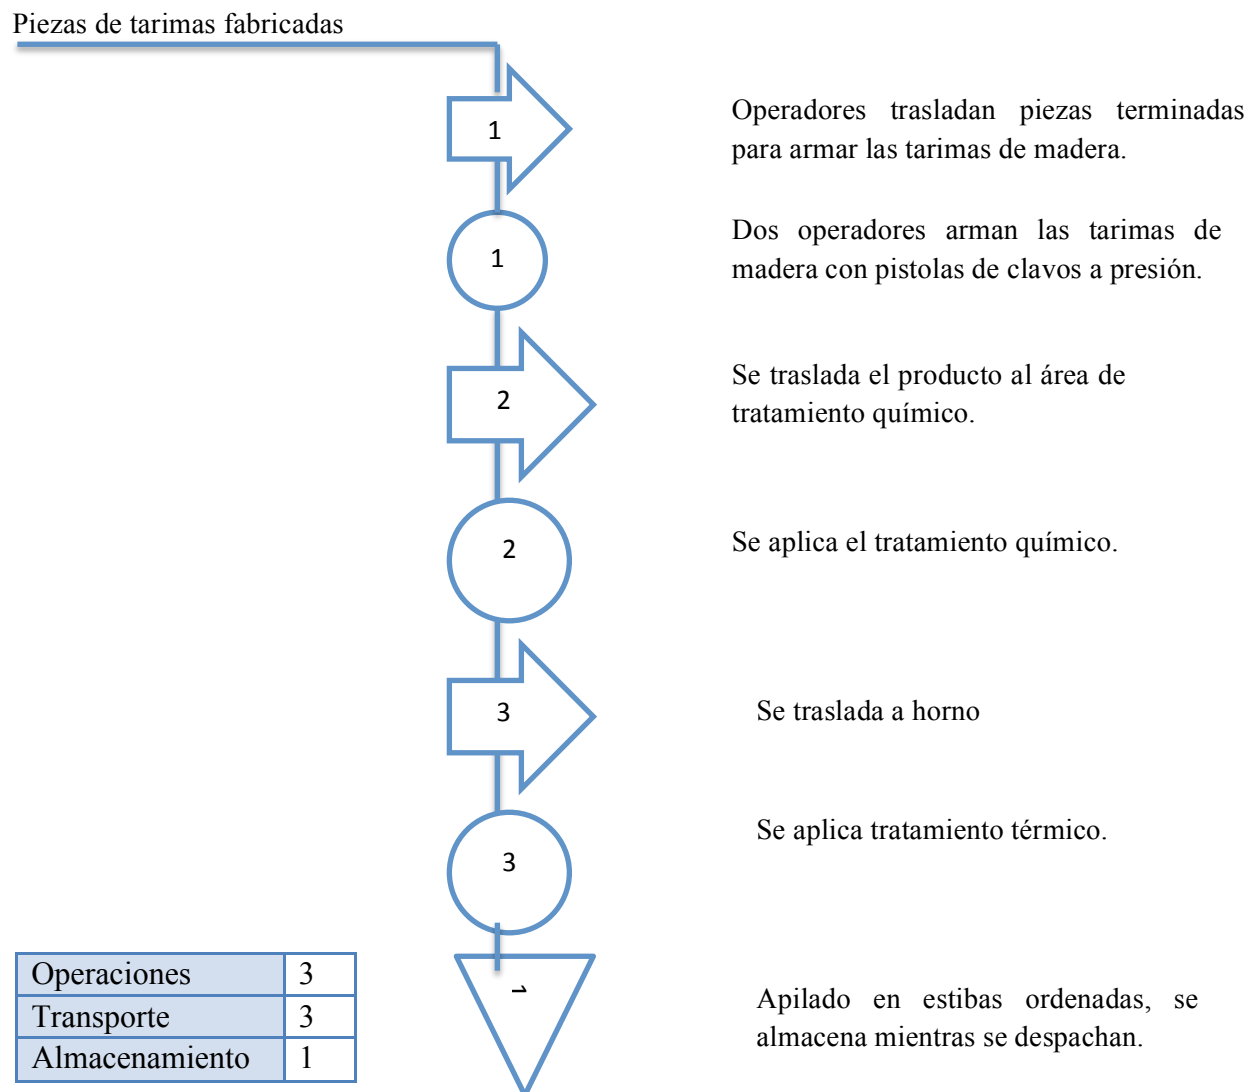 Piezas de tarimas fabricadas
1
Operadores trasladan piezas terminadas
para armar las tarimas de madera.
1
Dos operadores arman las tarimas de
madera con pistolas de clavos a presión.
2
Se traslada el producto al área de
tratamiento químico.
2
Se aplica el tratamiento químico.
3
Se traslada a horno
3
Se aplica tratamiento térmico.
1
Apilado en estibas ordenadas, se
almacena mientras se despachan.
Operaciones 3
Transporte 3
Almacenamiento 1